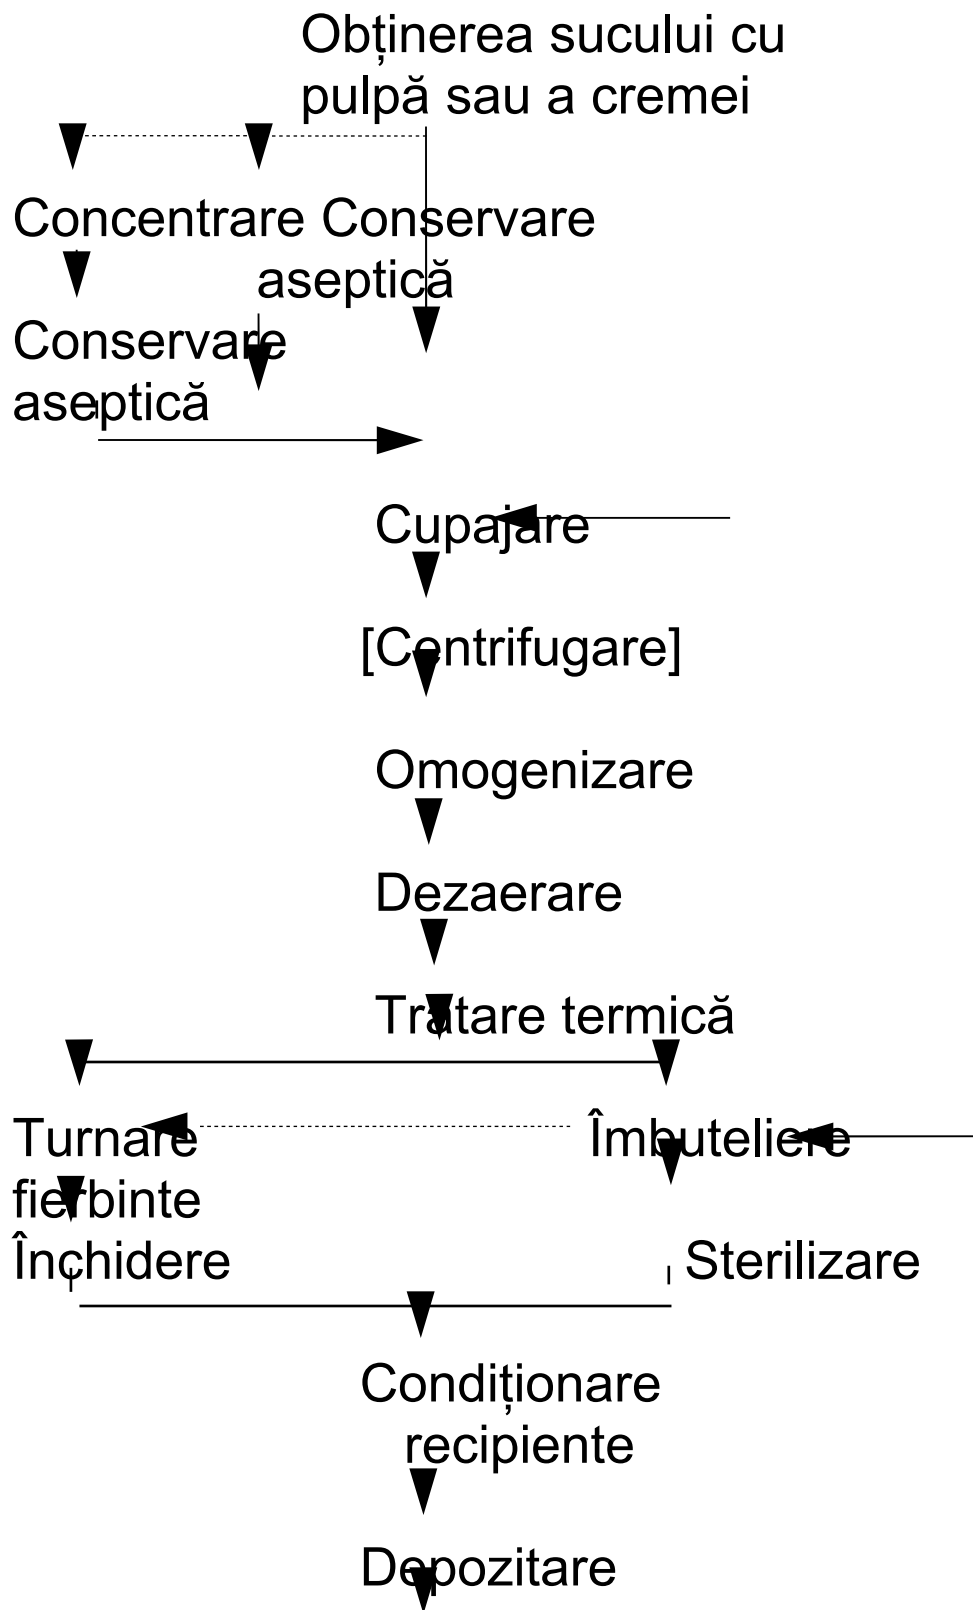 Obținerea sucului cu
pulpă sau a cremei
Concentrare Conservare
aseptică
Conservare
aseptică
Cupajare
[Centrifugare]
Omogenizare
Dezaerare
Tratare termică
Turnare Îmbuteliere
fierbinte
Închidere Sterilizare
Condiționare
recipiente
Depozitare